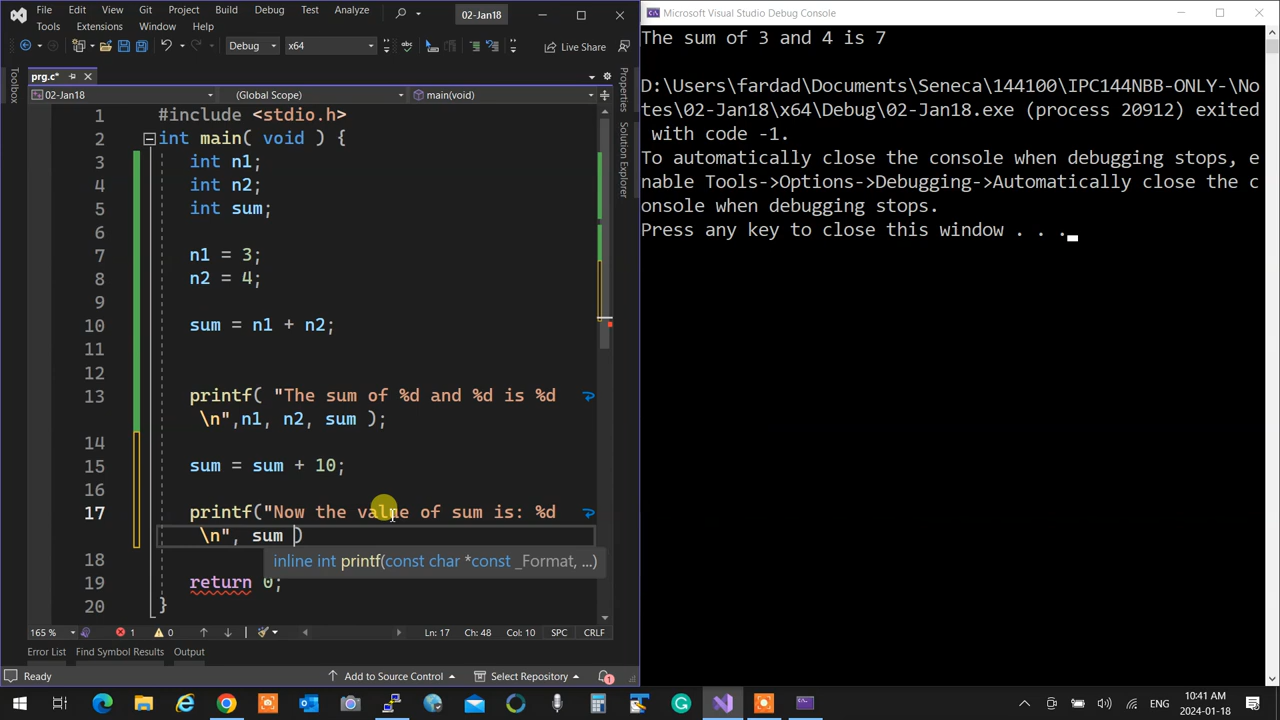 File Edit View Git Project Build Debug Test Analyze 02-Jan18
Tools Extensions Window Help
Debug x64 Live Share
prg.c*
02-Jan18 (Global Scope) main(void)
Toolbox
Properties
Solution Explorer
1 #include <stdio.h>
2 int main( void ) {
3 int n1;
4 int n2;
5 int sum;
6
7 n1 = 3;
8 n2 = 4;
9
10 sum = n1 + n2;
11
12
13 printf( "The sum of %d and %d is %d
\n",n1, n2, sum );
14
15 sum = sum + 10;
16
17 printf("Now the value of sum is: %d
\n", sum )
inline int printf(const char *const _Format, ...)
18
19 return 0;
20 }
165 % 1 0 Ln: 17 Ch: 48 Col: 10 SPC CRLF
Error List Find Symbol Results Output
Ready Add to Source Control Select Repository 1
Microsoft Visual Studio Debug Console
The sum of 3 and 4 is 7
D:\Users\fardad\Documents\Seneca\144100\IPC144NBB-ONLY-\No
tes\02-Jan18\x64\Debug\02-Jan18.exe (process 20912) exited
with code -1.
To automatically close the console when debugging stops, e
nable Tools->Options->Debugging->Automatically close the c
onsole when debugging stops.
Press any key to close this window . . .
ENG
10:41 AM
2024-01-18